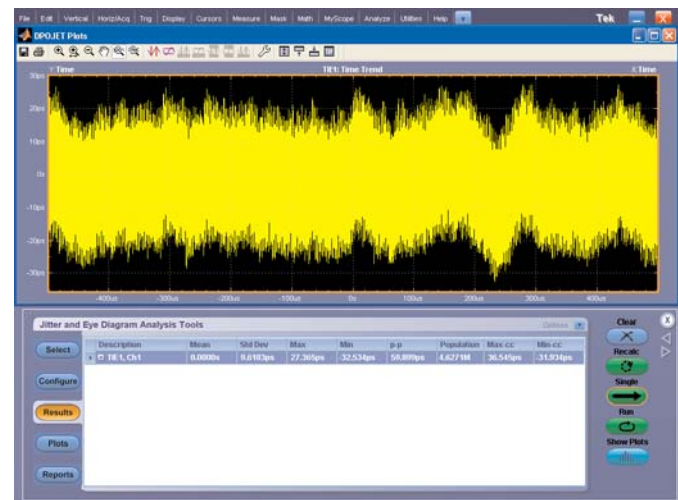 File Edit Vertical Horiz/Acq Trig Display Cursors Measure Mask Math MyScope Analyze Utilities Help Tek
DPOJET Plots
Y:Time TIE1: Time Trend X:Time
30ps
20ps
10ps
0s
-10ps
-20ps
-30ps
-400us -300us -200us -100us 0s 100us 200us 300us 400us
Jitter and Eye Diagram Analysis Tools Options Clear
Select Description Mean Std Dev Max Min p-p Population Max-cc Min-cc
TIE1, Ch1 0.0000s 9.6103ps 27.365ps -32.534ps 59.899ps 4.6271M 36.545ps -31.934ps
Recalc
Configure
Single
Results
Run
Plots
Show Plots
Reports